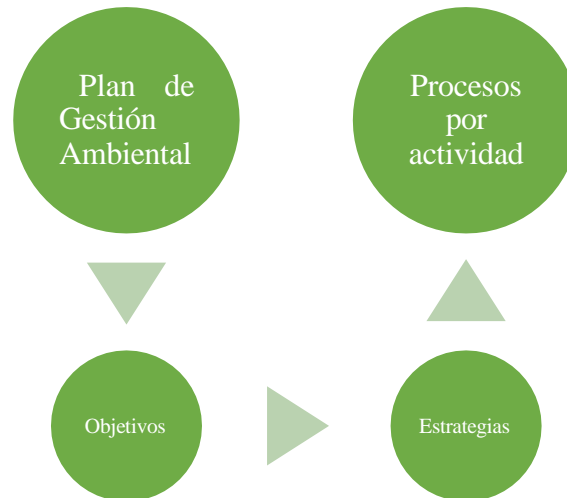 Plan de
Gestión
Ambiental
Procesos
por
actividad
Objetivos
Estrategias